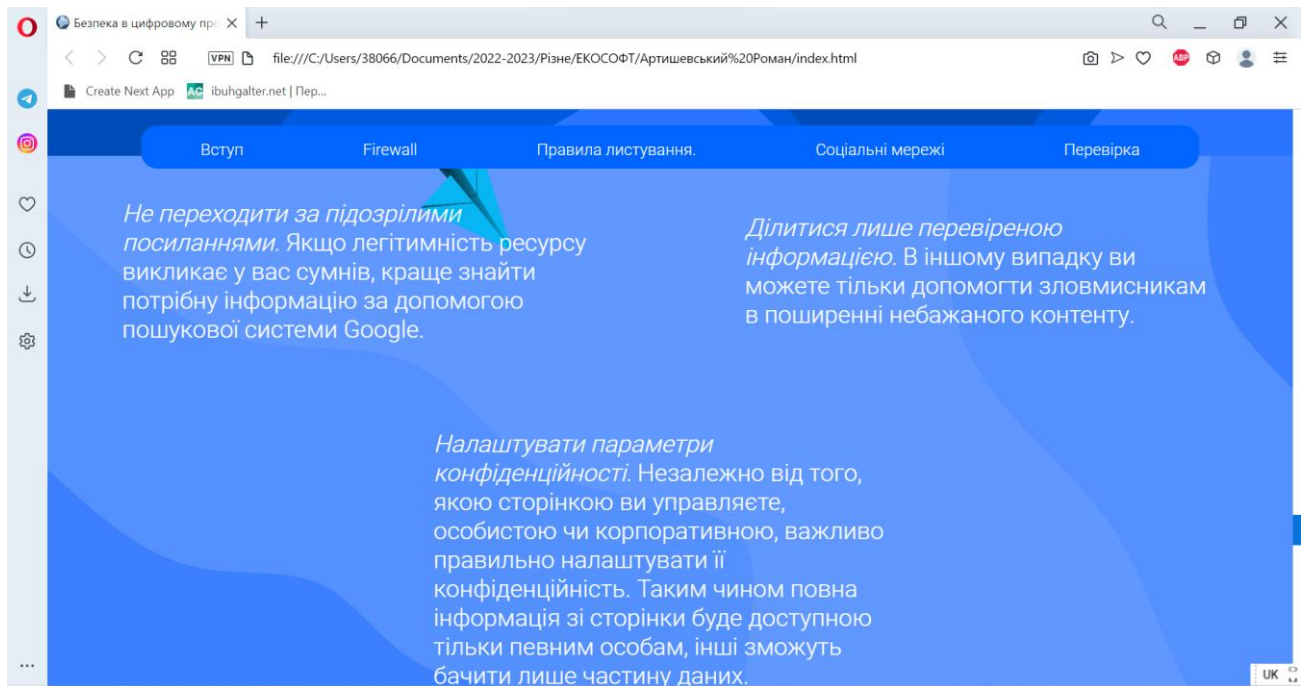 Безпека в цифровому про
VPN
file:///C:/Users/38066/Documents/2022-2023/Різне/ЕКОСОФТ/Артишевський%20Роман/index.html
ABP
Create Next App
AC
ibuhgalter.net | Пер...
Вступ
Firewall
Правила листування.
Соціальні мережі
Перевірка
Не переходити за підозрілими
посиланнями. Якщо легітимність ресурсу
викликає у вас сумнів, краще знайти
потрібну інформацію за допомогою
пошукової системи Google.
Ділитися лише перевіреною
інформацією. В іншому випадку ви
можете тільки допомогти зловмисникам
в поширенні небажаного контенту.
Налаштувати параметри
конфіденційності. Незалежно від того,
якою сторінкою ви управляєте,
особистою чи корпоративною, важливо
правильно налаштувати її
конфіденційність. Таким чином повна
інформація зі сторінки буде доступною
тільки певним особам, інші зможуть
бачити лише частину даних.
UK